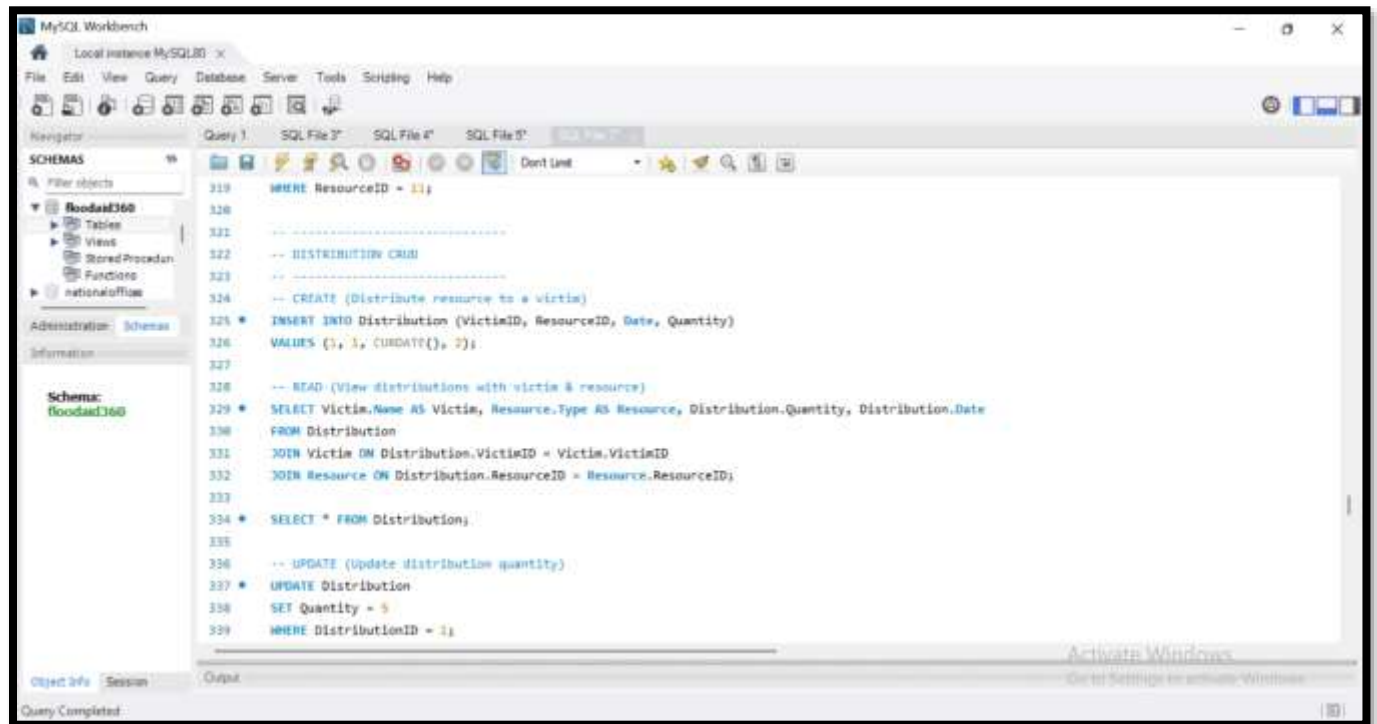 MySQL Workbench
Local instance MySQL80 ×
File Edit View Query Database Server Tools Scripting Help
Navigator
Query 1 SQL File 3* SQL File 4* SQL File 5*
SCHEMAS
Don't Limit
Filter objects
floodaid360
Tables
Views
Stored Procedur
Functions
Administration Schemas
Information
Schema:
floodaid360
319 WHERE ResourceID = 11;
320
321 -- ------------------------------
322 -- DISTRIBUTION CRUD
323 -- ------------------------------
324 -- CREATE (Distribute resource to a victim)
325 INSERT INTO Distribution (VictimID, ResourceID, Date, Quantity)
326 VALUES (1, 1, CURDATE(), 2);
327
328 -- READ (View distributions with victim & resource)
329 SELECT Victim.Name AS Victim, Resource.Type AS Resource, Distribution.Quantity, Distribution.Date
330 FROM Distribution
331 JOIN Victim ON Distribution.VictimID = Victim.VictimID
332 JOIN Resource ON Distribution.ResourceID = Resource.ResourceID;
333
334 SELECT * FROM Distribution;
335
336 -- UPDATE (Update distribution quantity)
337 UPDATE Distribution
338 SET Quantity = 5
339 WHERE DistributionID = 1;
Activate Windows
Go to Settings to activate Windows.
Object Info Session
Output
Query Completed